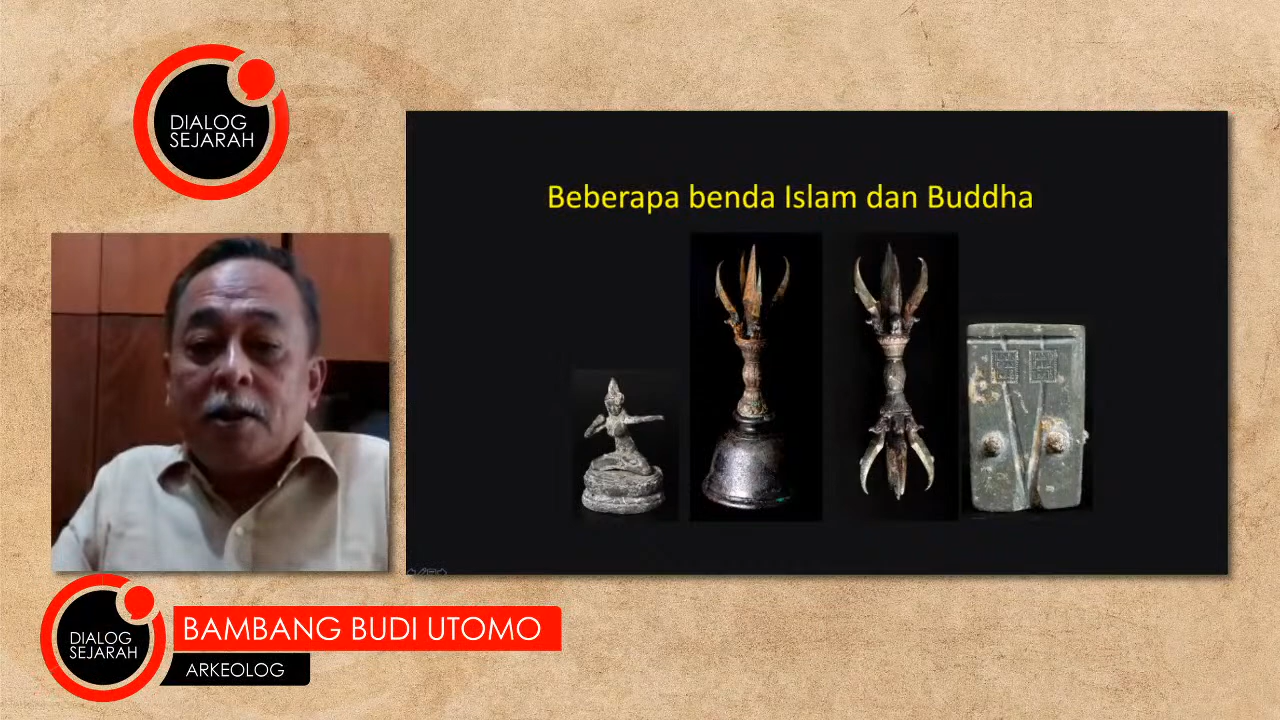 DIALOG
SEJARAH
Beberapa benda Islam dan Buddha
DIALOG
SEJARAH
BAMBANG BUDI UTOMO
ARKEOLOG